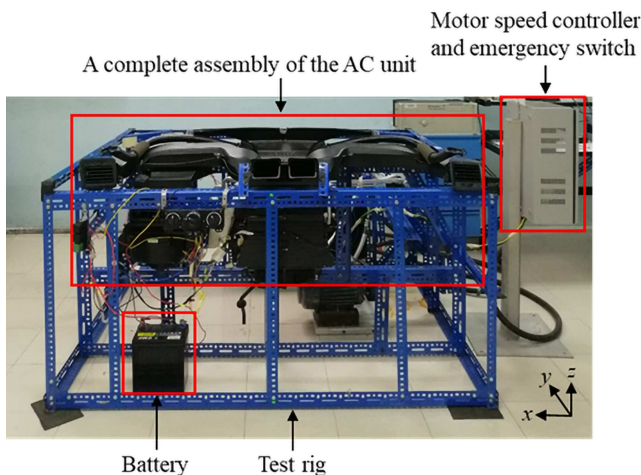 Motor speed controller
and emergency switch
A complete assembly of the AC unit
x
y
z
Battery
Test rig